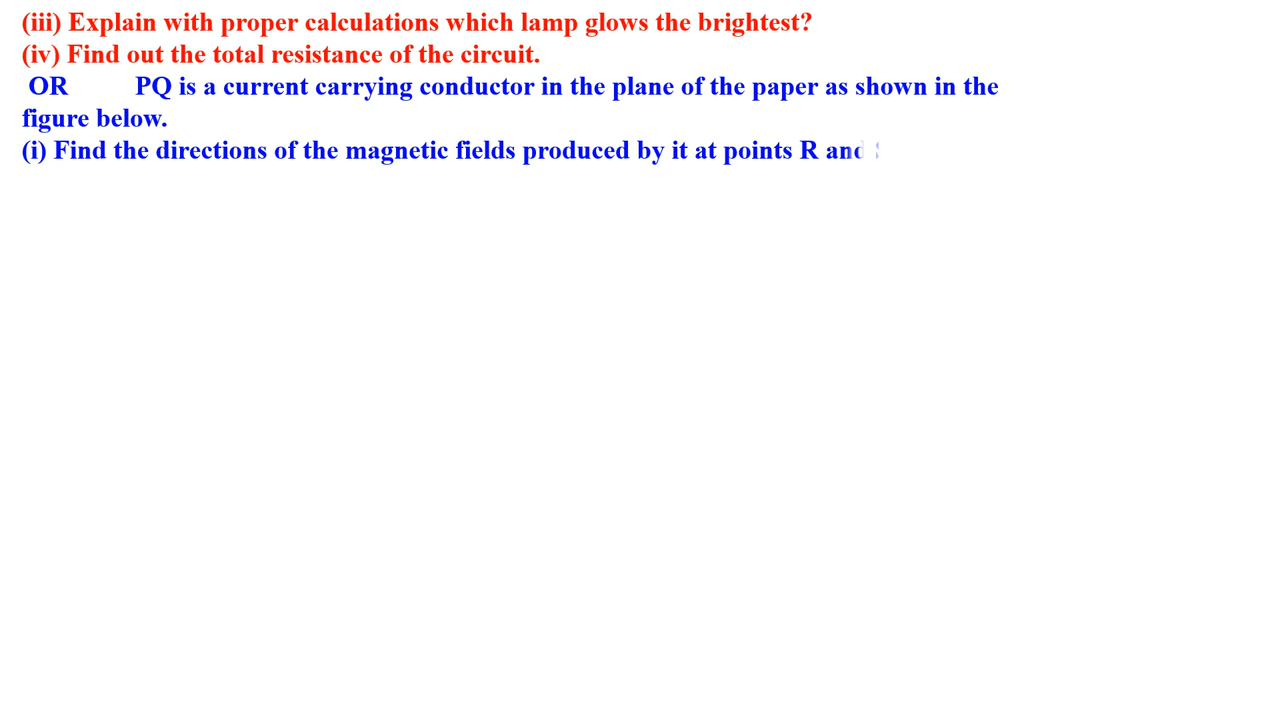 (iii) Explain with proper calculations which lamp glows the brightest?
(iv) Find out the total resistance of the circuit.
OR PQ is a current carrying conductor in the plane of the paper as shown in the
figure below.
(i) Find the directions of the magnetic fields produced by it at points R and